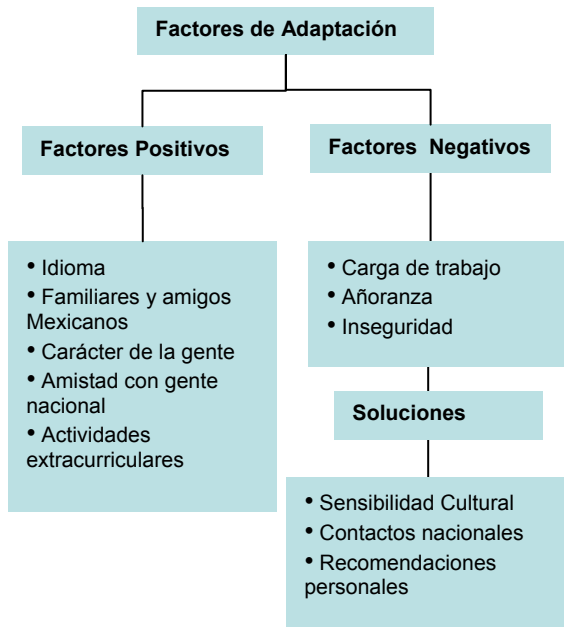 Factores de Adaptación
Factores Positivos
• Idioma
• Familiares y amigos
Mexicanos
• Carácter de la gente
• Amistad con gente
nacional
• Actividades
extracurriculares
Factores Negativos
• Carga de trabajo
• Añoranza
• Inseguridad
Soluciones
• Sensibilidad Cultural
• Contactos nacionales
• Recomendaciones
personales